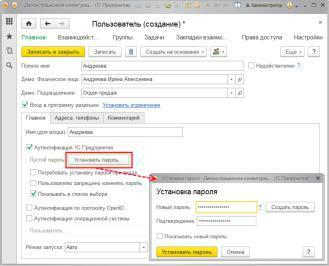 Демонстрационная конфигурац... (1С:Предприятие)
Администратор
Пользователь (создание) *
Главное Взаимодейст... Группы Задачи Закладки взаимо... Права доступа Настройки
Записать и закрыть Записать Создать на основании Еще ?
Полное имя: Андреева Недействителен ?
Демо: Физическое лицо: Андреева Ирина Алексеевна
Демо: Подразделение: Отдел продаж
Вход в программу разрешен Установить ограничение
Главное Адреса, телефоны Комментарий
Имя (для входа): Андреева
Аутентификация 1С:Предприятия
Пустой пароль Установить пароль...
Потребовать установку пароля при входе
Пользователю запрещено изменять пароль
Показывать в списке выбора
Аутентификация по протоколу OpenID
Аутентификация операционной системы
Пользователь:
Режим запуска: Авто
Установка пароля - Демонстрационная конфигурац... (1С:Предприятие)
Установка пароля
Новый пароль: ? Создать пароль
Подтверждение:
Показывать новый пароль
Установить пароль Отмена ?